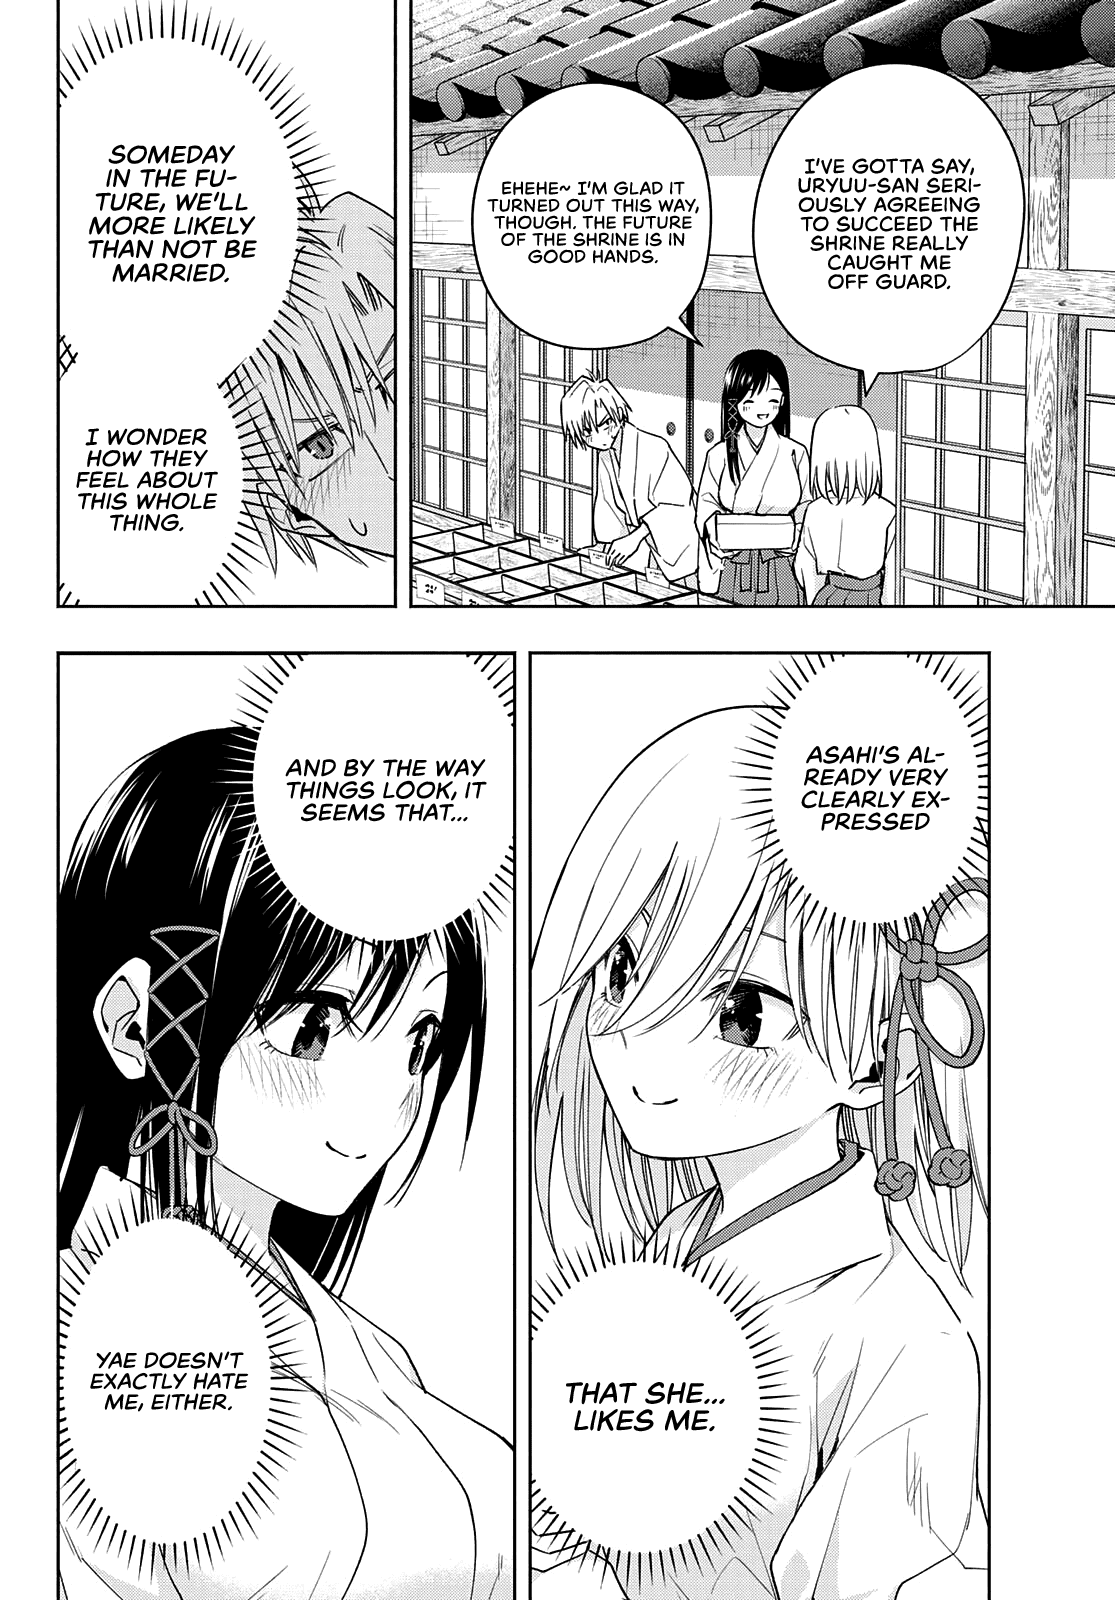 I'VE GOTTA SAY,
URYUU-SAN SERI-
OUSLY AGREEING
TO SUCCEED THE
SHRINE REALLY
CAUGHT ME
OFF GUARD.
EHEHE~ I'M GLAD IT
TURNED OUT THIS WAY,
THOUGH. THE FUTURE
OF THE SHRINE IS IN
GOOD HANDS.
SOMEDAY
IN THE FU-
TURE, WE'LL
MORE LIKELY
THAN NOT BE
MARRIED.
I WONDER
HOW THEY
FEEL ABOUT
THIS WHOLE
THING.
ASAHI'S AL-
READY VERY
CLEARLY EX-
PRESSED
THAT SHE...
LIKES ME.
AND BY THE WAY
THINGS LOOK, IT
SEEMS THAT...
YAE DOESN'T
EXACTLY HATE
ME, EITHER.